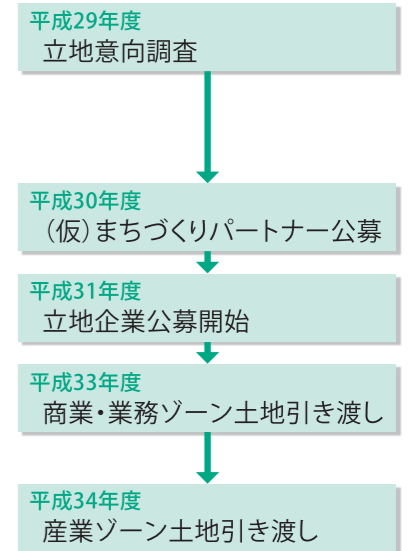 平成29年度
立地意向調査
平成30年度
（仮）まちづくりパートナー公募
平成31年度
立地企業公募開始
平成33年度
商業・業務ゾーン土地引き渡し
平成34年度
産業ゾーン土地引き渡し